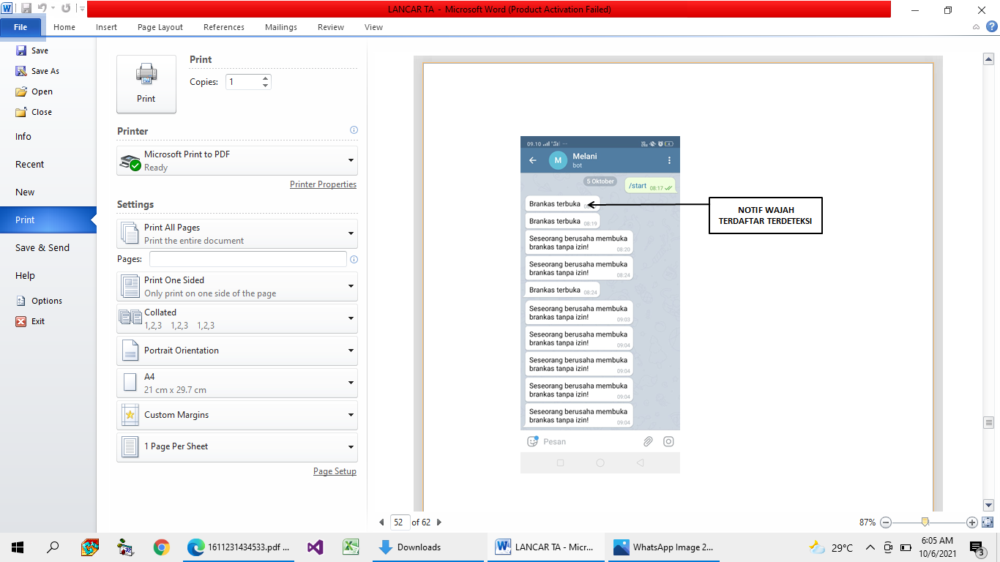 LANCAR TA - Microsoft Word (Product Activation Failed)
File
Home
Insert
Page Layout
References
Mailings
Review
View
Save
Save As
Open
Close
Info
Recent
New
Print
Save & Send
Help
Options
Exit
Print
Print
Copies: 1
Printer
Microsoft Print to PDF
Ready
Printer Properties
Settings
Print All Pages
Print the entire document
Pages:
Print One Sided
Only print on one side of the page
Collated
1,2,3 1,2,3 1,2,3
Portrait Orientation
A4
21 cm x 29.7 cm
Custom Margins
1 Page Per Sheet
Page Setup
09.10
M
Melani
bot
5 Oktober
/start 08:17
Brankas terbuka
Brankas terbuka 08:19
Seseorang berusaha membuka
brankas tanpa izin! 08:20
Seseorang berusaha membuka
brankas tanpa izin! 08:24
Brankas terbuka 08:24
Seseorang berusaha membuka
brankas tanpa izin! 09:03
Seseorang berusaha membuka
brankas tanpa izin! 09:04
Seseorang berusaha membuka
brankas tanpa izin! 09:04
Seseorang berusaha membuka
brankas tanpa izin! 09:04
Seseorang berusaha membuka
brankas tanpa izin! 09:04
Pesan
NOTIF WAJAH
TERDAFTAR TERDETEKSI
52 of 62
87%
1611231434533.pdf ...
Downloads
LANCAR TA - Micr...
WhatsApp Image 2...
29°C
6:05 AM
10/6/2021
3